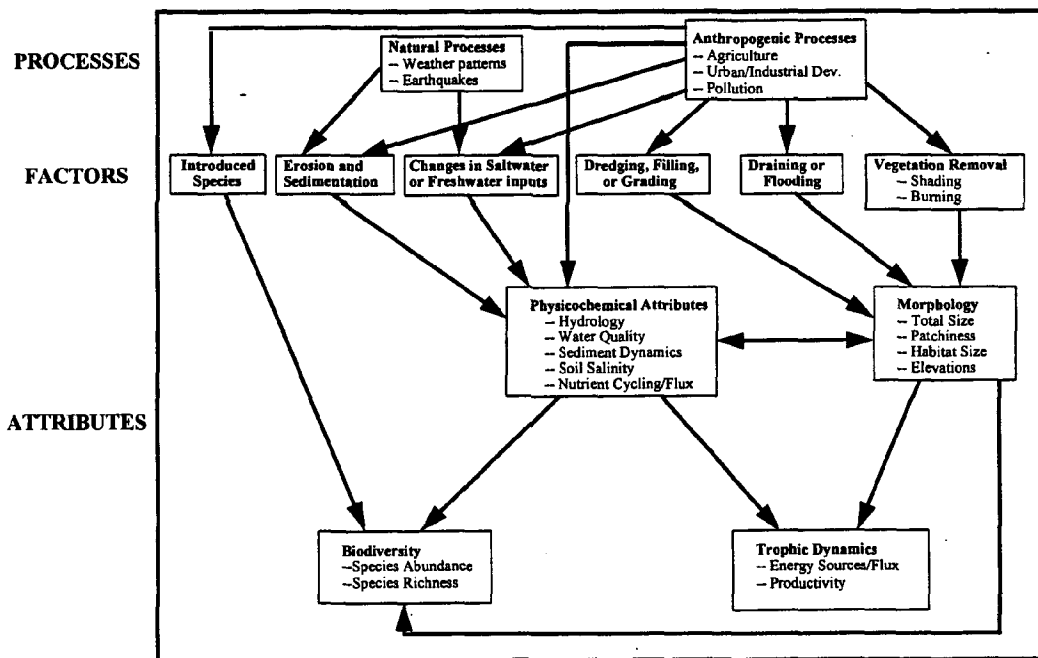 PROCESSES
Natural Processes
– Weather patterns
– Earthquakes
Anthropogenic Processes
– Agriculture
– Urban/Industrial Dev.
– Pollution
FACTORS
Introduced
Species
Erosion and
Sedimentation
Changes in Saltwater
or Freshwater inputs
Dredging, Filling,
or Grading
Draining or
Flooding
Vegetation Removal
– Shading
– Burning
ATTRIBUTES
Physicochemical Attributes
– Hydrology
– Water Quality
– Sediment Dynamics
– Soil Salinity
– Nutrient Cycling/Flux
Morphology
– Total Size
– Patchiness
– Habitat Size
– Elevations
Biodiversity
–Species Abundance
–Species Richness
Trophic Dynamics
– Energy Sources/Flux
– Productivity